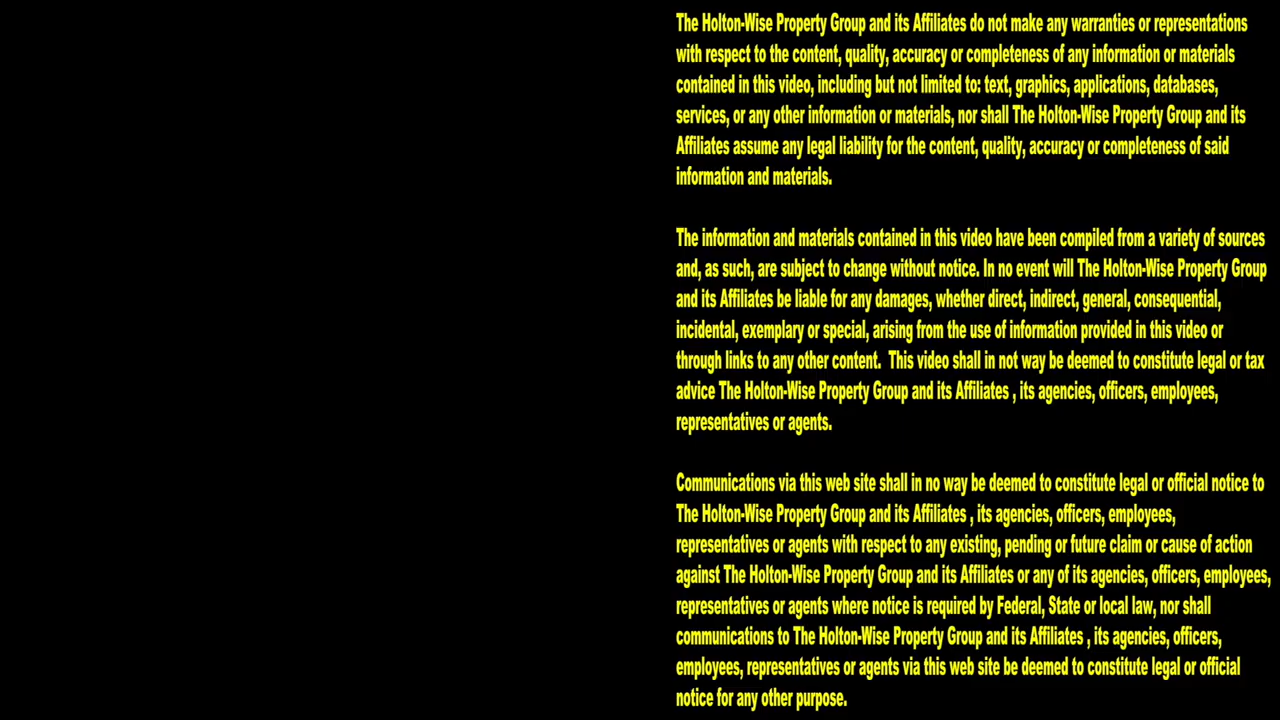 The Holton-Wise Property Group and its Affiliates do not make any warranties or representations
with respect to the content, quality, accuracy or completeness of any information or materials
contained in this video, including but not limited to: text, graphics, applications, databases,
services, or any other information or materials, nor shall The Holton-Wise Property Group and its
Affiliates assume any legal liability for the content, quality, accuracy or completeness of said
information and materials.
The information and materials contained in this video have been compiled from a variety of sources
and, as such, are subject to change without notice. In no event will The Holton-Wise Property Group
and its Affiliates be liable for any damages, whether direct, indirect, general, consequential,
incidental, exemplary or special, arising from the use of information provided in this video or
through links to any other content.  This video shall in not way be deemed to constitute legal or tax
advice The Holton-Wise Property Group and its Affiliates , its agencies, officers, employees,
representatives or agents.
Communications via this web site shall in no way be deemed to constitute legal or official notice to
The Holton-Wise Property Group and its Affiliates , its agencies, officers, employees,
representatives or agents with respect to any existing, pending or future claim or cause of action
against The Holton-Wise Property Group and its Affiliates or any of its agencies, officers, employees,
representatives or agents where notice is required by Federal, State or local law, nor shall
communications to The Holton-Wise Property Group and its Affiliates , its agencies, officers,
employees, representatives or agents via this web site be deemed to constitute legal or official
notice for any other purpose.